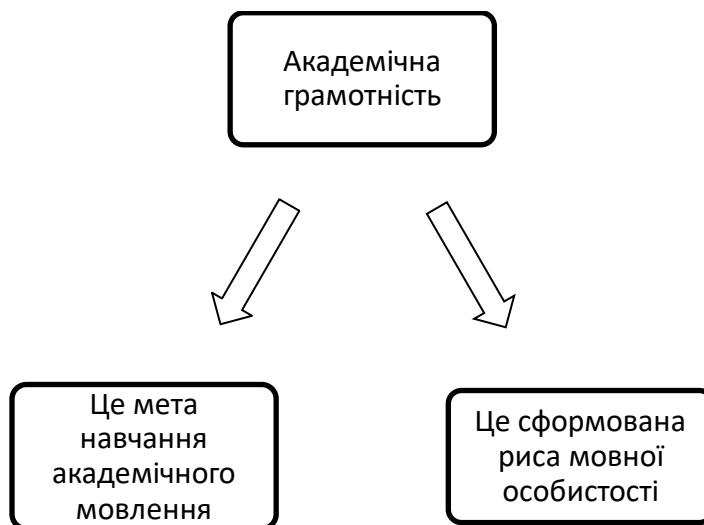 Академічна
грамотність
Це мета
навчання
академічного
мовлення
Це сформована
риса мовної
особистості